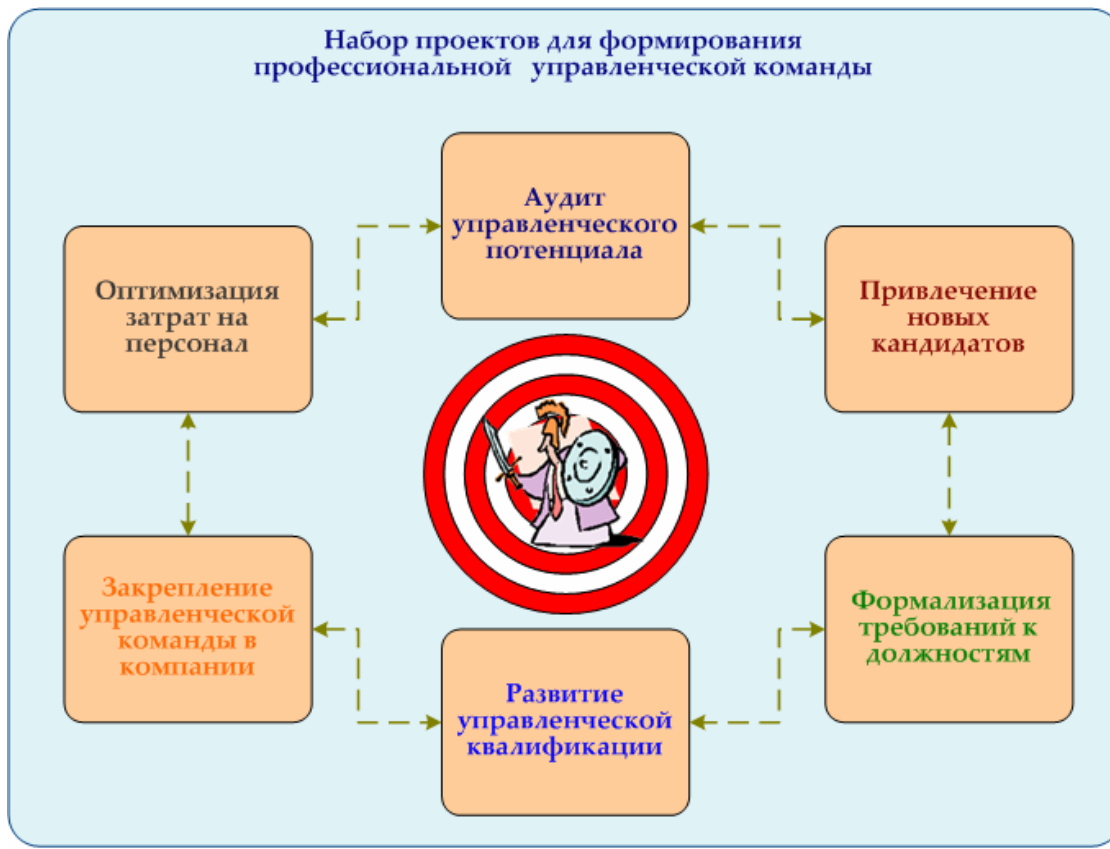 Набор проектов для формирования
профессиональной управленческой команды
Аудит
управленческого
потенциала
Оптимизация
затрат на
персонал
Привлечение
новых
кандидатов
Закрепление
управленческой
команды в
компании
Формализация
требований к
должностям
Развитие
управленческой
квалификации